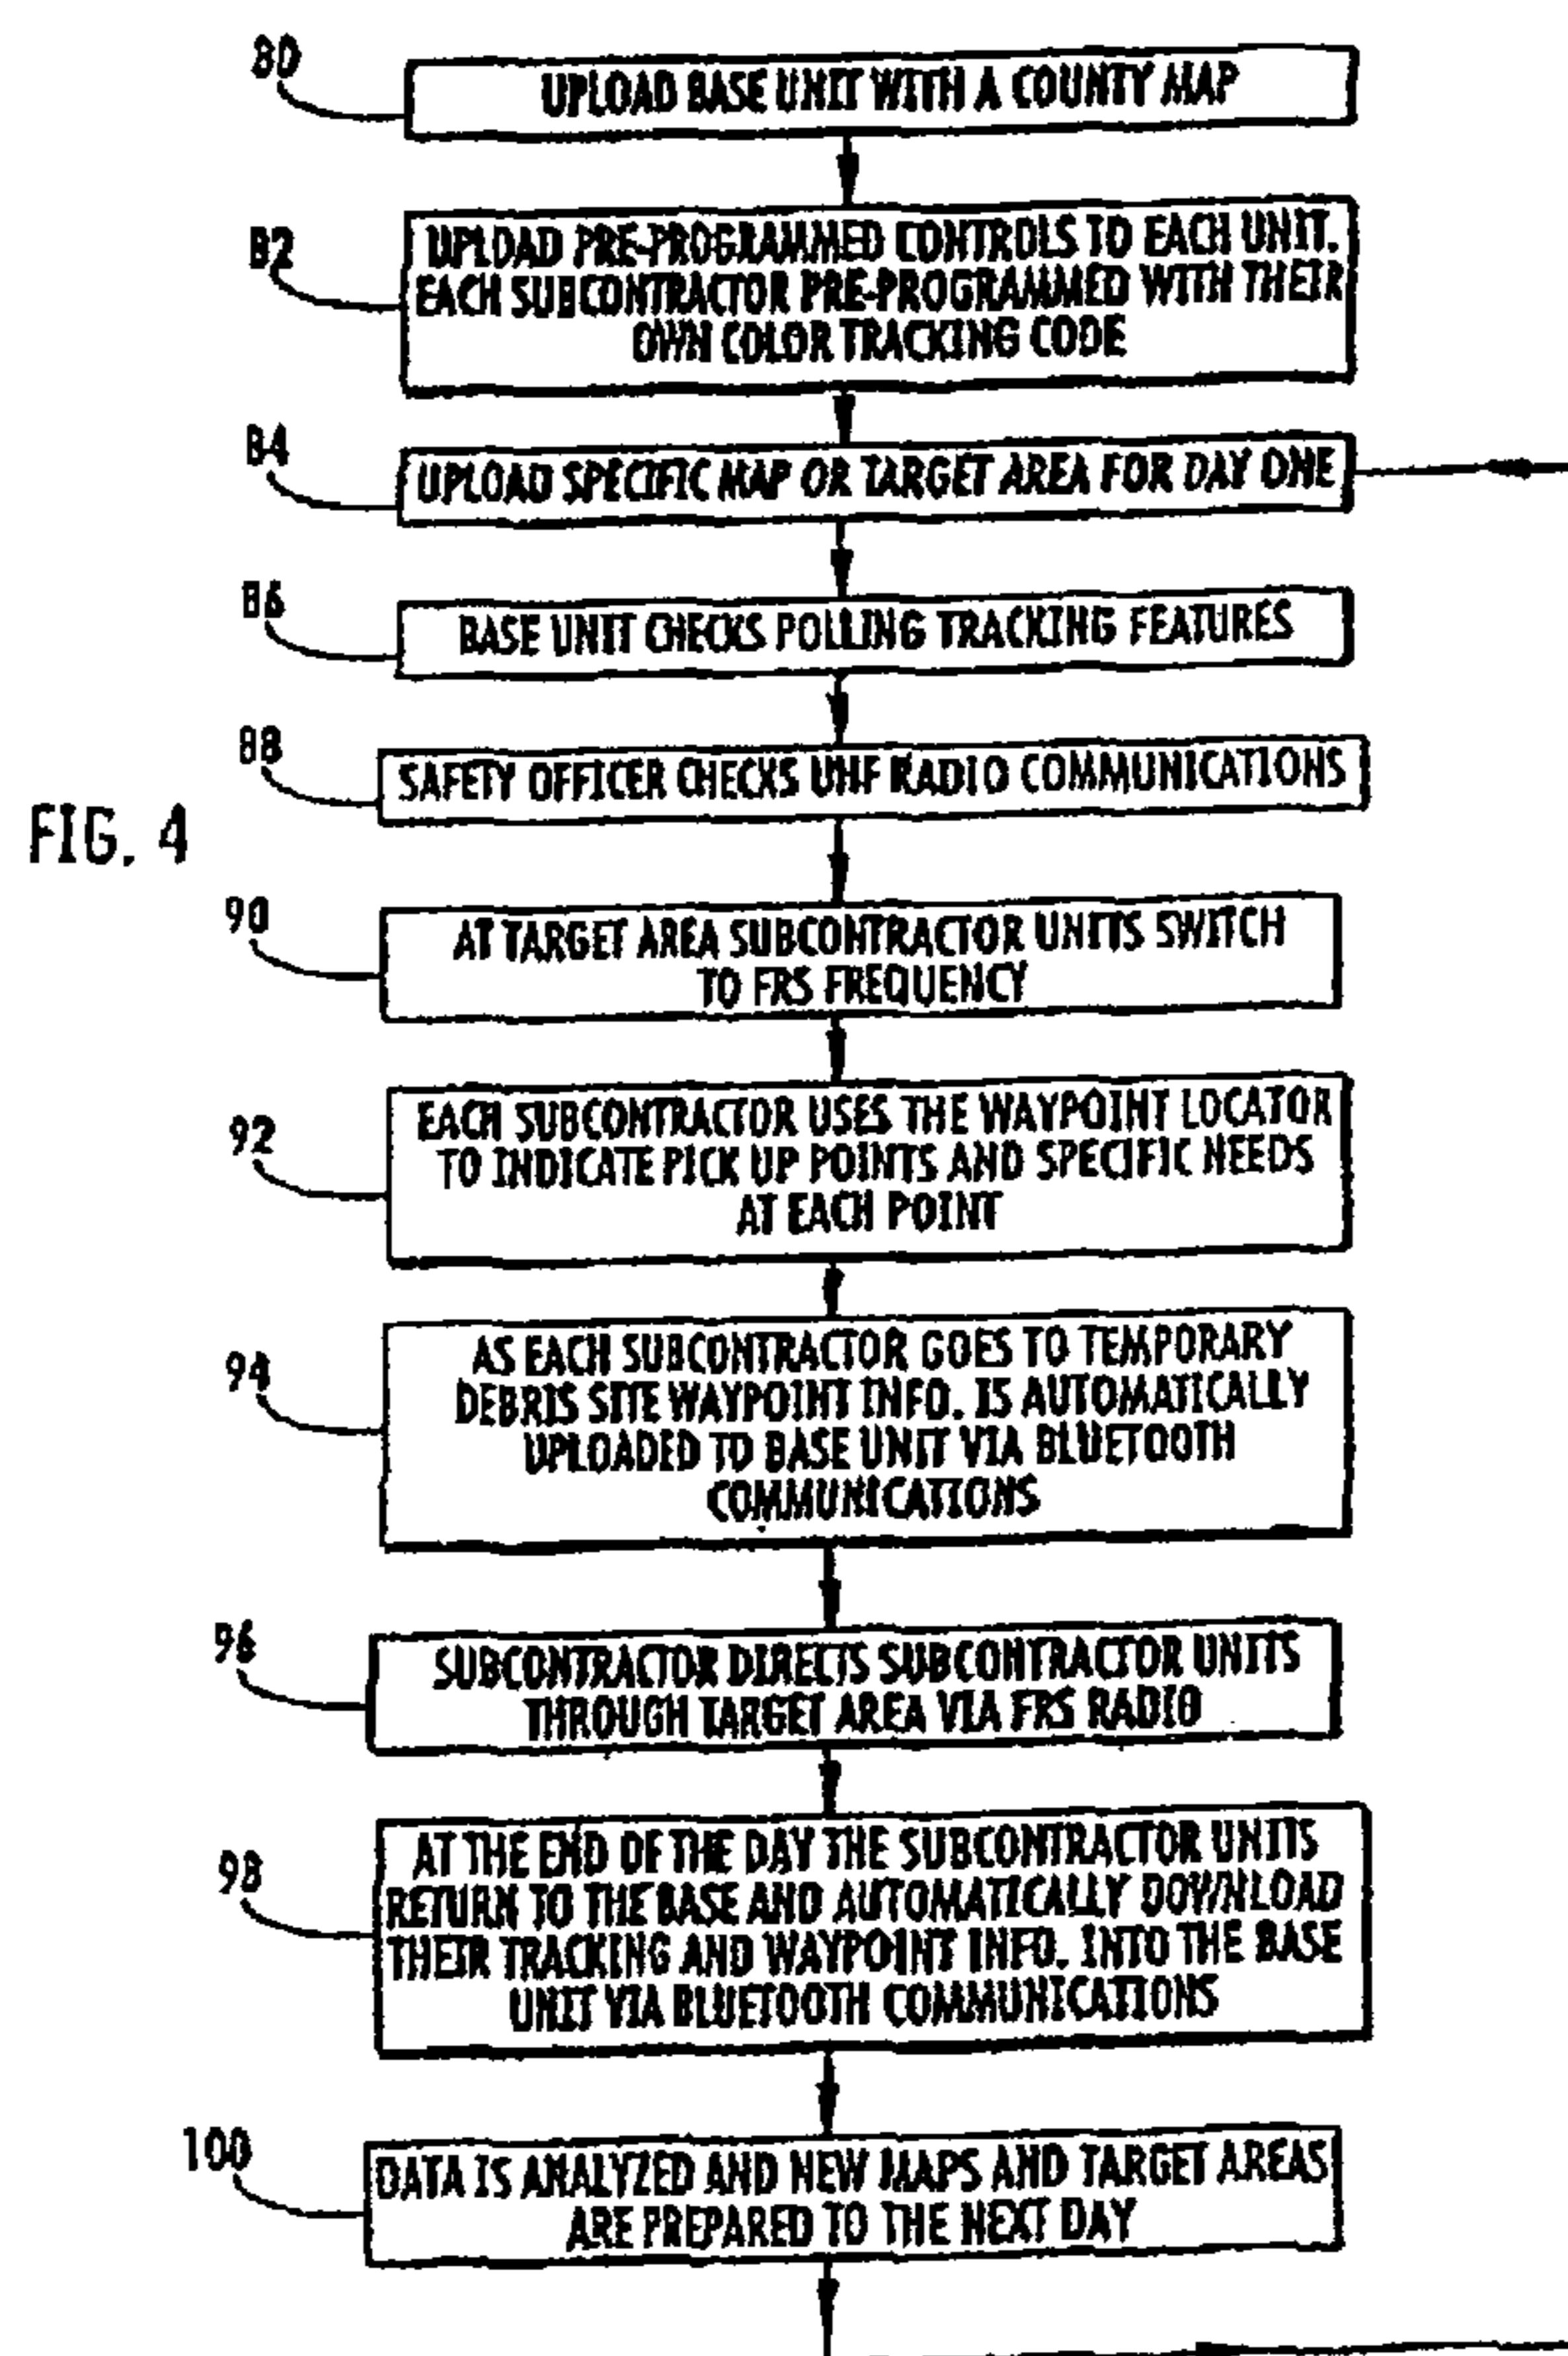 80
UPLOAD BASE UNIT WITH A COUNTY MAP
82
UPLOAD PRE-PROGRAMMED CONTROLS TO EACH UNIT.
EACH SUBCONTRACTOR PRE-PROGRAMMED WITH THEIR
OWN COLOR TRACKING CODE
84
UPLOAD SPECIFIC MAP OR TARGET AREA FOR DAY ONE
86
BASE UNIT CHECKS POLLING TRACKING FEATURES
88
SAFETY OFFICER CHECKS UHF RADIO COMMUNICATIONS
FIG. 4
90
AT TARGET AREA SUBCONTRACTOR UNITS SWITCH
TO FRS FREQUENCY
92
EACH SUBCONTRACTOR USES THE WAYPOINT LOCATOR
TO INDICATE PICK UP POINTS AND SPECIFIC NEEDS
AT EACH POINT
94
AS EACH SUBCONTRACTOR GOES TO TEMPORARY
DEBRIS SITE WAYPOINT INFO. IS AUTOMATICALLY
UPLOADED TO BASE UNIT VIA BLUETOOTH
COMMUNICATIONS
96
SUBCONTRACTOR DIRECTS SUBCONTRACTOR UNITS
THROUGH TARGET AREA VIA FRS RADIO
98
AT THE END OF THE DAY THE SUBCONTRACTOR UNITS
RETURN TO THE BASE AND AUTOMATICALLY DOWNLOAD
THEIR TRACKING AND WAYPOINT INFO. INTO THE BASE
UNIT VIA BLUETOOTH COMMUNICATIONS
100
DATA IS ANALYZED AND NEW MAPS AND TARGET AREAS
ARE PREPARED TO THE NEXT DAY